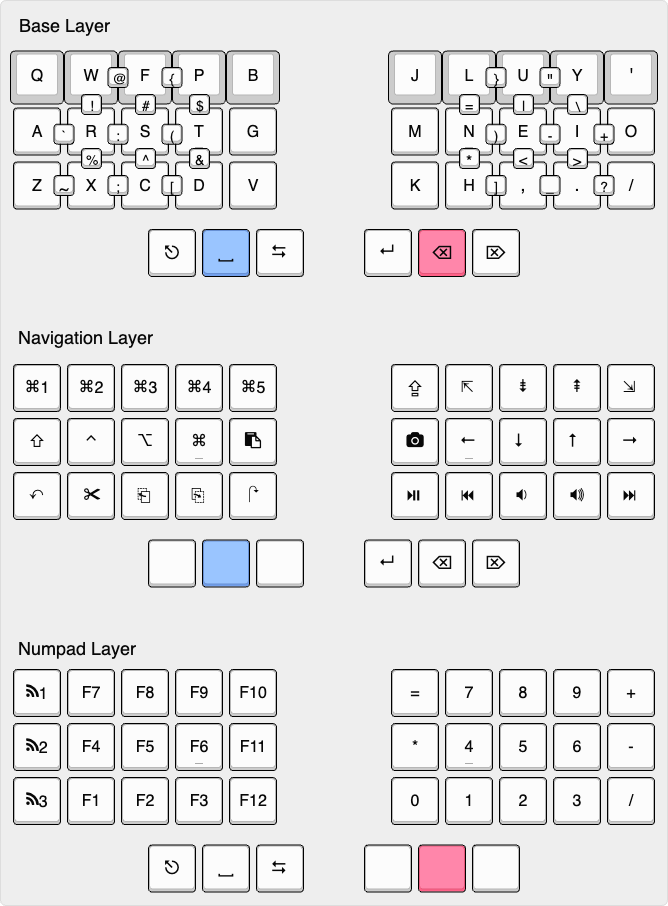 Base Layer
Q W @ F { P B J L } U " Y '
! # $ = | \
A ` R : S ( T G M N ) E - I + O
% ^ & * < >
Z ~ X ; C [ D V K H ] , _ . ? /
⎋ ⎵ ⇆ ↵ ⌫ ⌦
Navigation Layer
⌘1 ⌘2 ⌘3 ⌘4 ⌘5 ⇪ ⇱ ⇟ ⇞ ⇲
⇧ ^ ⌥ ⌘ ← ↓ ↑ →
↵ ⌫ ⌦
Numpad Layer
1 F7 F8 F9 F10 = 7 8 9 +
2 F4 F5 F6 F11 * 4 5 6 -
3 F1 F2 F3 F12 0 1 2 3 /
⎋ ⎵ ⇆